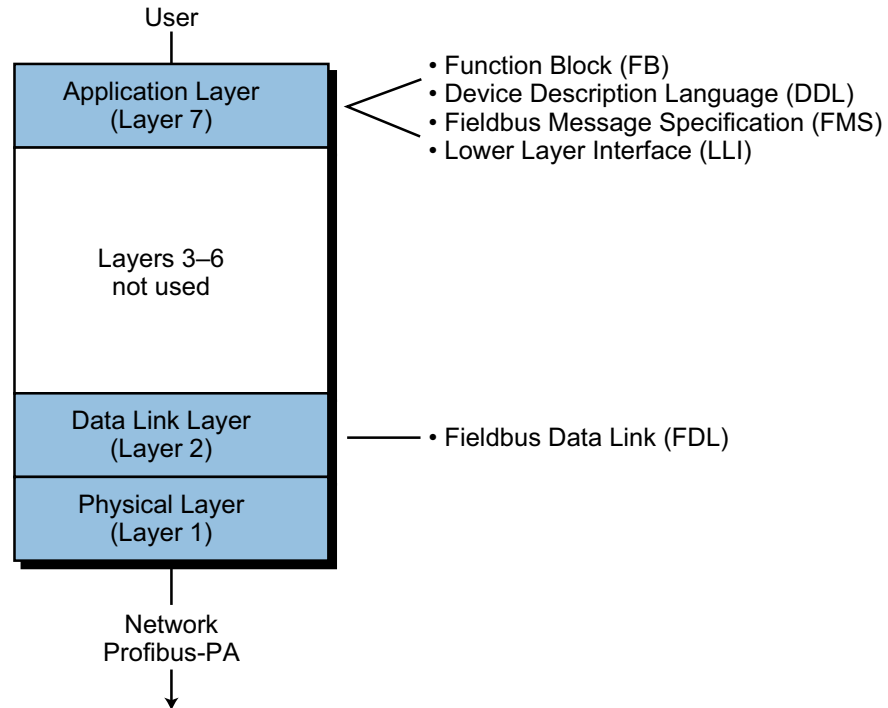 User
Application Layer
(Layer 7)
• Function Block (FB)
• Device Description Language (DDL)
• Fieldbus Message Specification (FMS)
• Lower Layer Interface (LLI)
Layers 3–6
not used
Data Link Layer
(Layer 2)
• Fieldbus Data Link (FDL)
Physical Layer
(Layer 1)
Network
Profibus-PA